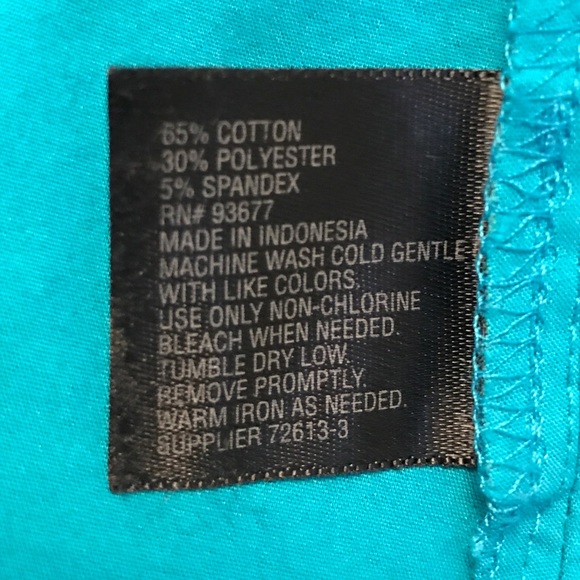 65% COTTON
30% POLYESTER
5% SPANDEX
RN# 93677
MADE IN INDONESIA
MACHINE WASH COLD GENTLE
WITH LIKE COLORS.
USE ONLY NON-CHLORINE
BLEACH WHEN NEEDED.
TUMBLE DRY LOW.
REMOVE PROMPTLY.
WARM IRON AS NEEDED.
SUPPLIER 72613-3